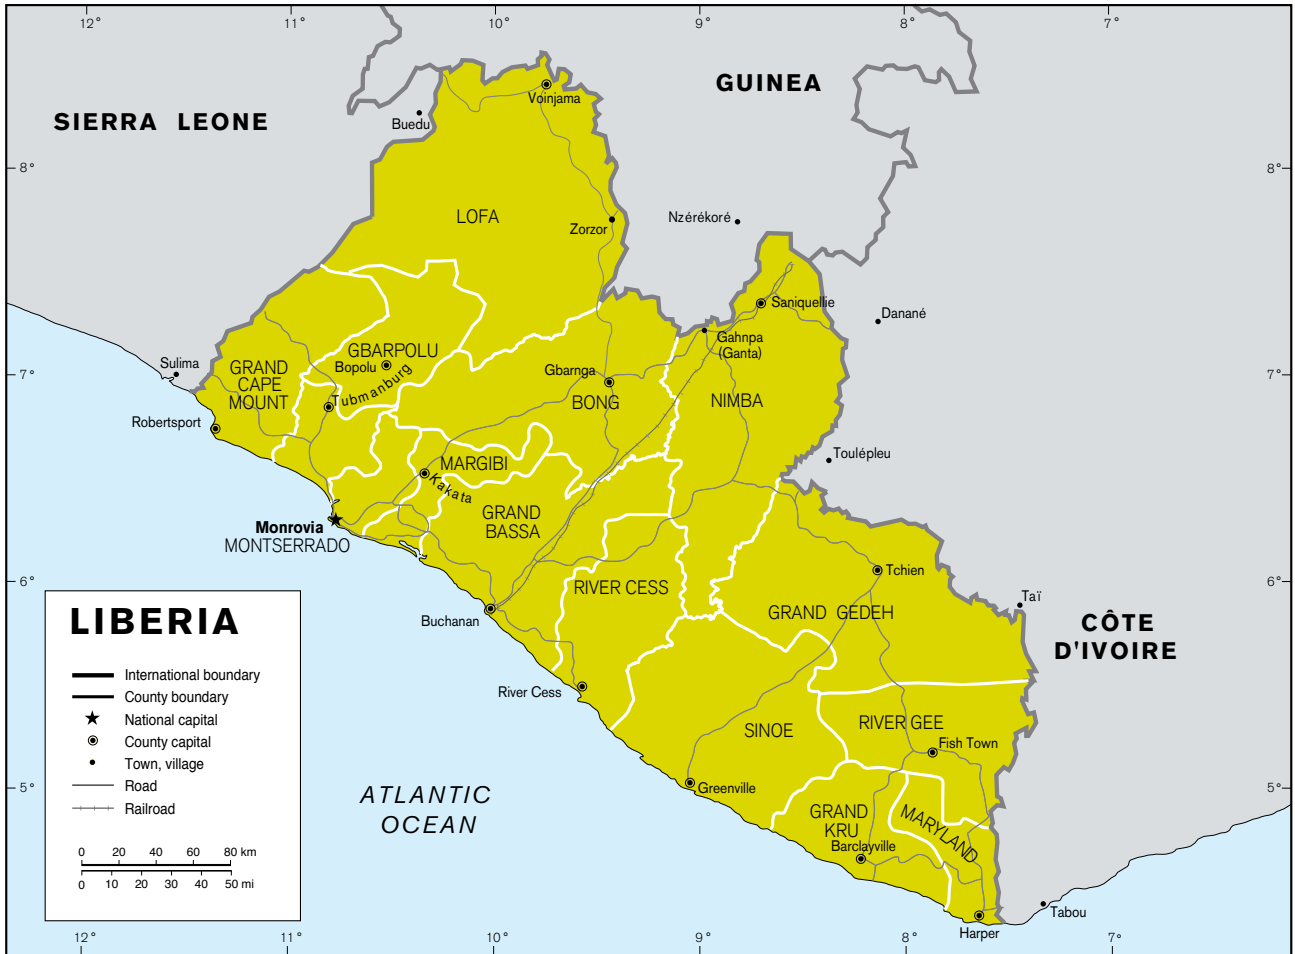 12°
11°
10°
9°
8°
7°
GUINEA
Voinjama
SIERRA LEONE
Buedu
8°
8°
LOFA
Nzérékoré
Zorzor
Saniquellie
Danané
Gahnpa
(Ganta)
Sulima
GBARPOLU
Bopolu
GRAND
CAPE
MOUNT
Gbarnga
7°
7°
Tubmanburg
BONG
NIMBA
Robertsport
Toulépleu
MARGIBI
Kakata
GRAND
BASSA
Monrovia
MONTSERRADO
Tchien
6°
6°
RIVER CESS
Taï
GRAND GEDEH
Buchanan
CÔTE
D'IVOIRE
LIBERIA
International boundary
County boundary
National capital
County capital
Town, village
Road
Railroad
0 20 40 60 80 km
0 10 20 30 40 50 mi
River Cess
SINOE
RIVER GEE
Fish Town
5°
5°
Greenville
ATLANTIC
OCEAN
GRAND
KRU
MARYLAND
Barclayville
Tabou
Harper
12°
11°
10°
9°
8°
7°